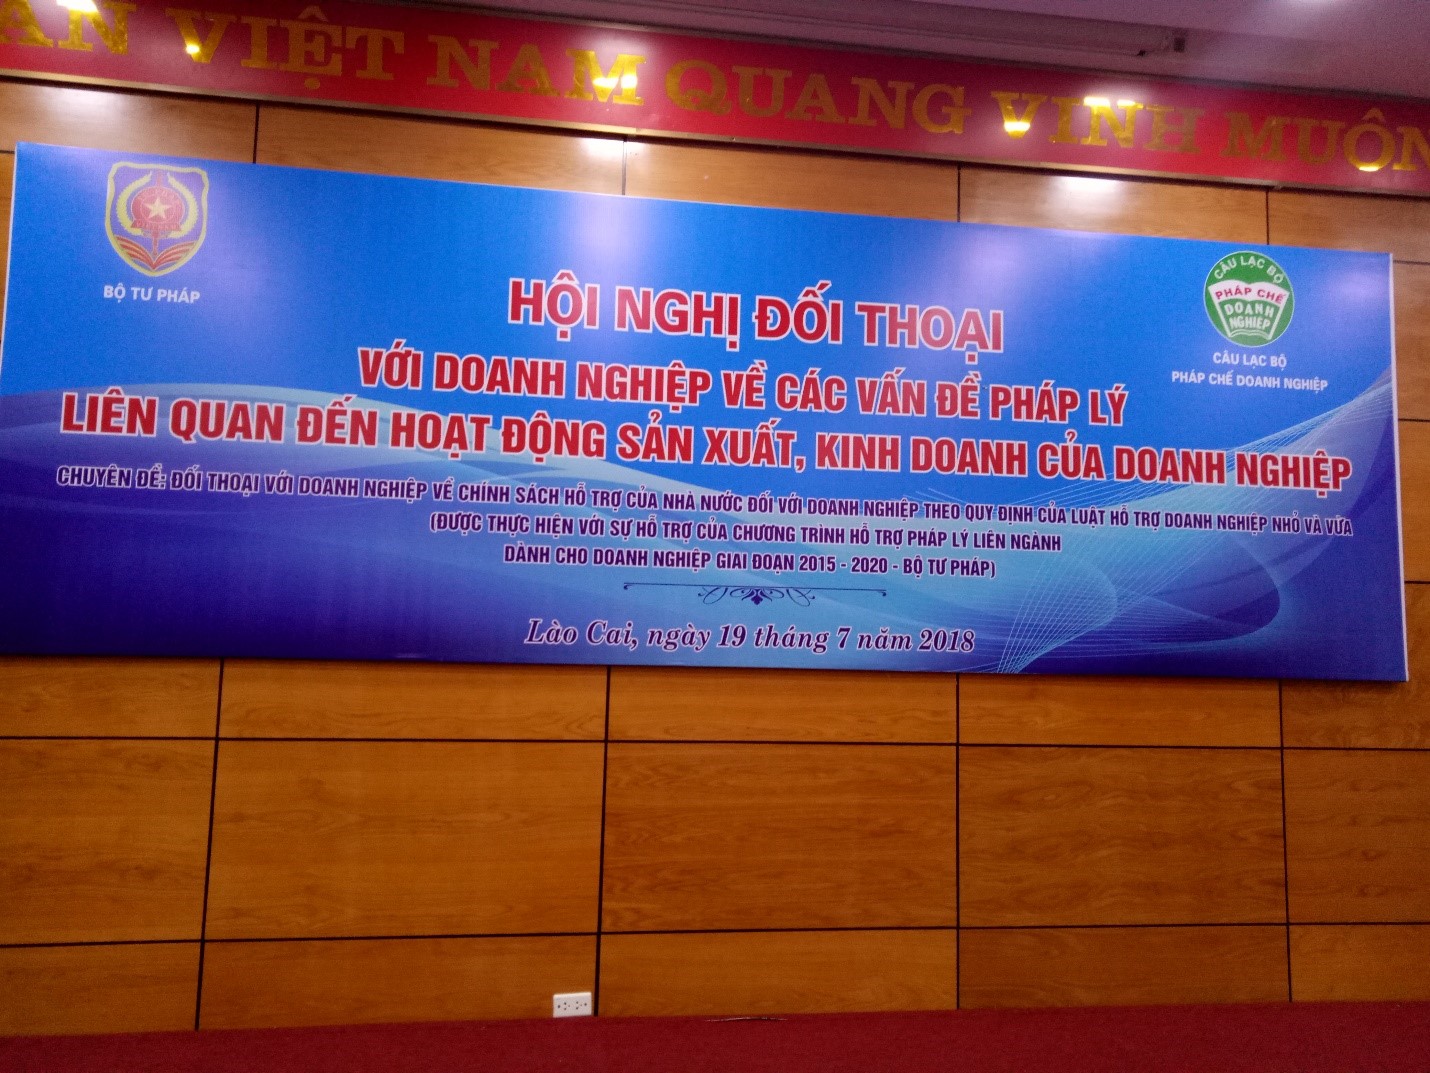 VIỆT NAM QUANG VINH MUÔN
BỘ TƯ PHÁP
CÂU LẠC BỘ
PHÁP CHẾ
DOANH
NGHIỆP
CÂU LẠC BỘ
PHÁP CHẾ DOANH NGHIỆP
HỘI NGHỊ ĐỐI THOẠI
VỚI DOANH NGHIỆP VỀ CÁC VẤN ĐỀ PHÁP LÝ
LIÊN QUAN ĐẾN HOẠT ĐỘNG SẢN XUẤT, KINH DOANH CỦA DOANH NGHIỆP
CHUYÊN ĐỀ: ĐỐI THOẠI VỚI DOANH NGHIỆP VỀ CHÍNH SÁCH HỖ TRỢ CỦA NHÀ NƯỚC ĐỐI VỚI DOANH NGHIỆP THEO QUY ĐỊNH CỦA LUẬT HỖ TRỢ DOANH NGHIỆP NHỎ VÀ VỪA
(ĐƯỢC THỰC HIỆN VỚI SỰ HỖ TRỢ CỦA CHƯƠNG TRÌNH HỖ TRỢ PHÁP LÝ LIÊN NGÀNH
DÀNH CHO DOANH NGHIỆP GIAI ĐOẠN 2015 - 2020 - BỘ TƯ PHÁP)
Lào Cai, ngày 19 tháng 7 năm 2018